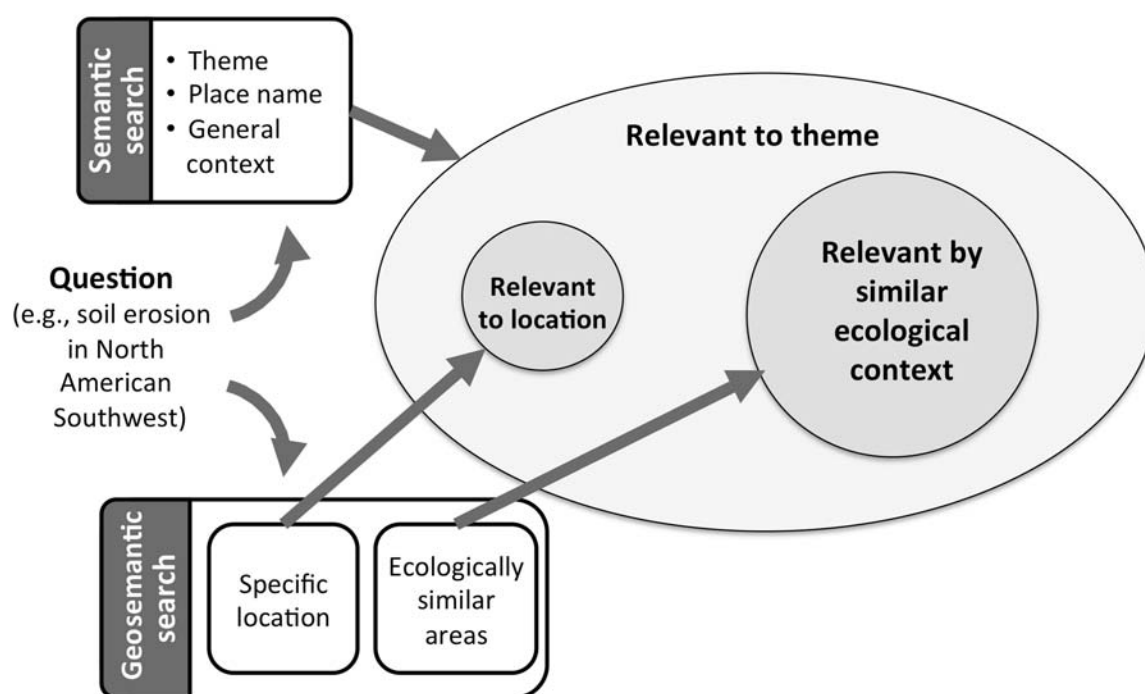 Semantic
search
• Theme
• Place name
• General
context
Relevant to theme
Question
(e.g., soil erosion
in North
American
Southwest)
Relevant
to location
Relevant by
similar
ecological
context
Geosemantic
search
Specific
location
Ecologically
similar
areas